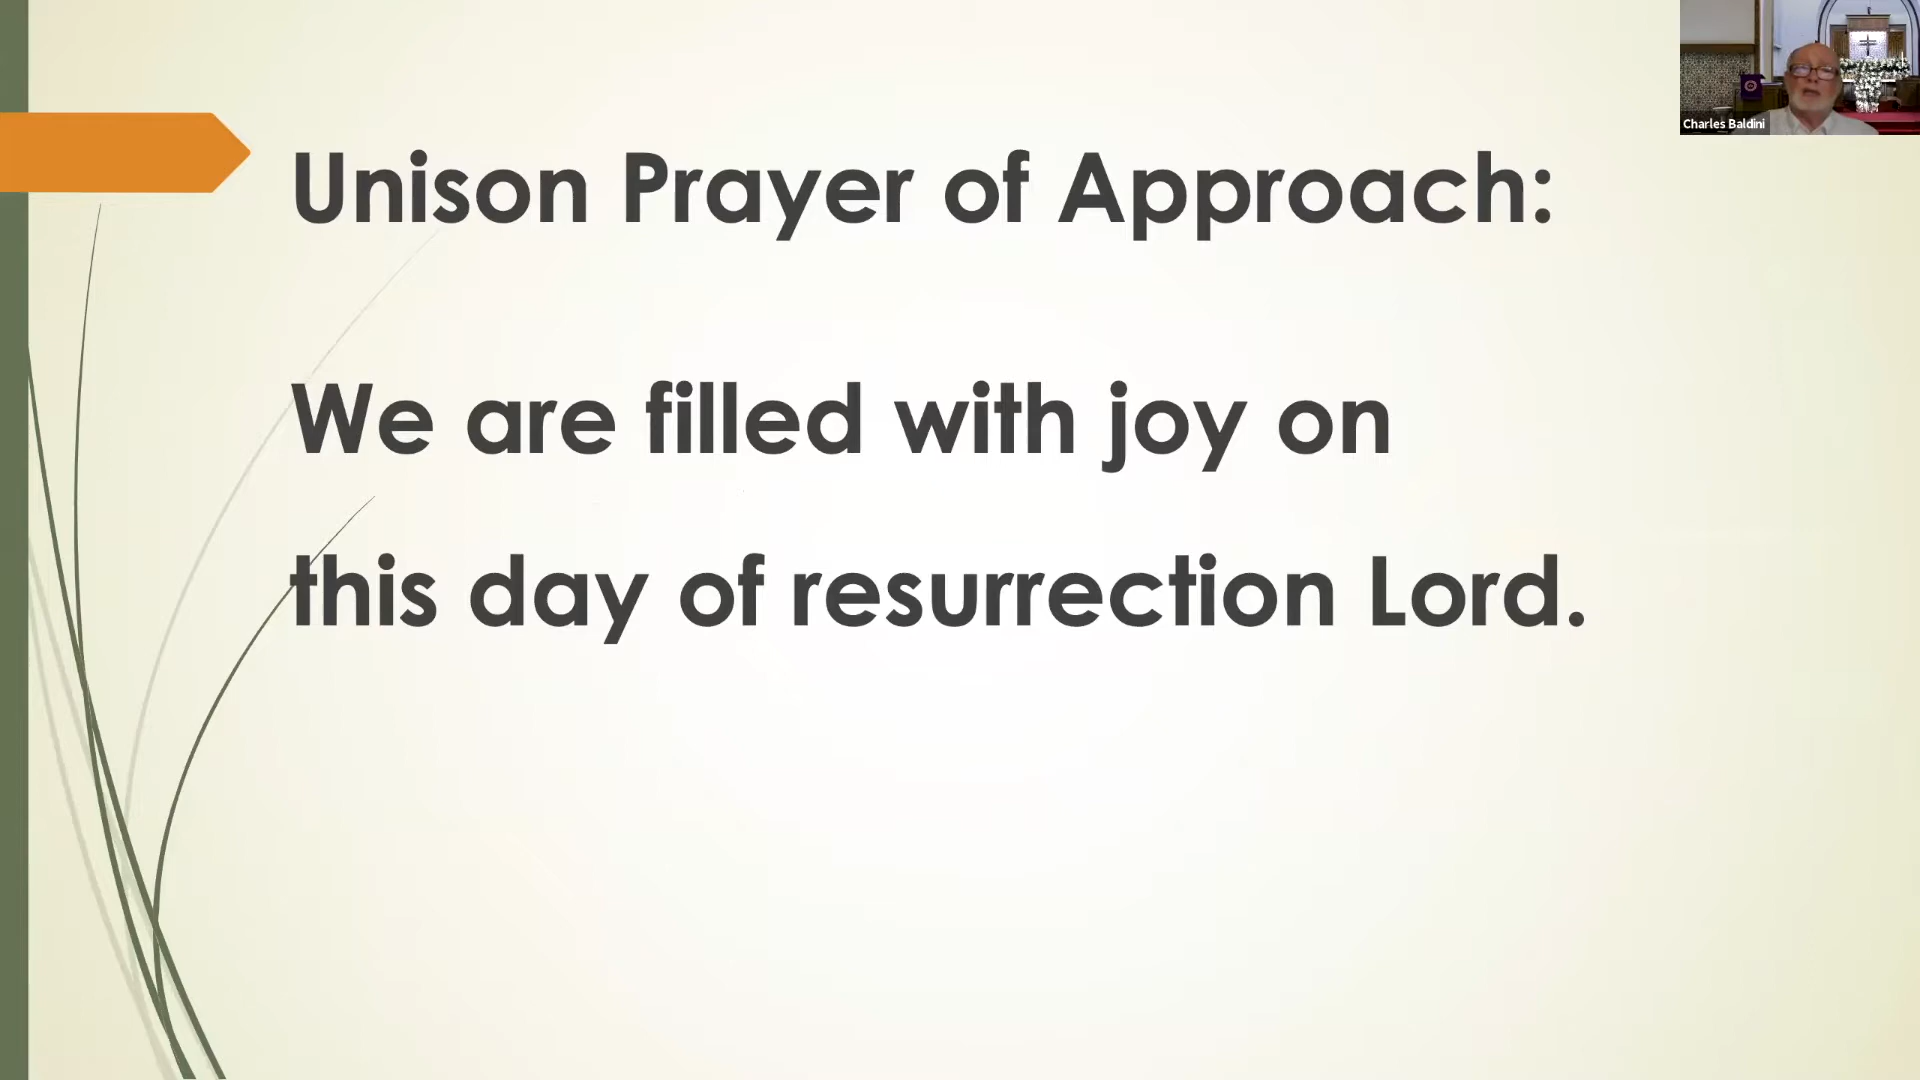 Unison Prayer of Approach:
We are filled with joy on
this day of resurrection Lord.
Charles Baldini